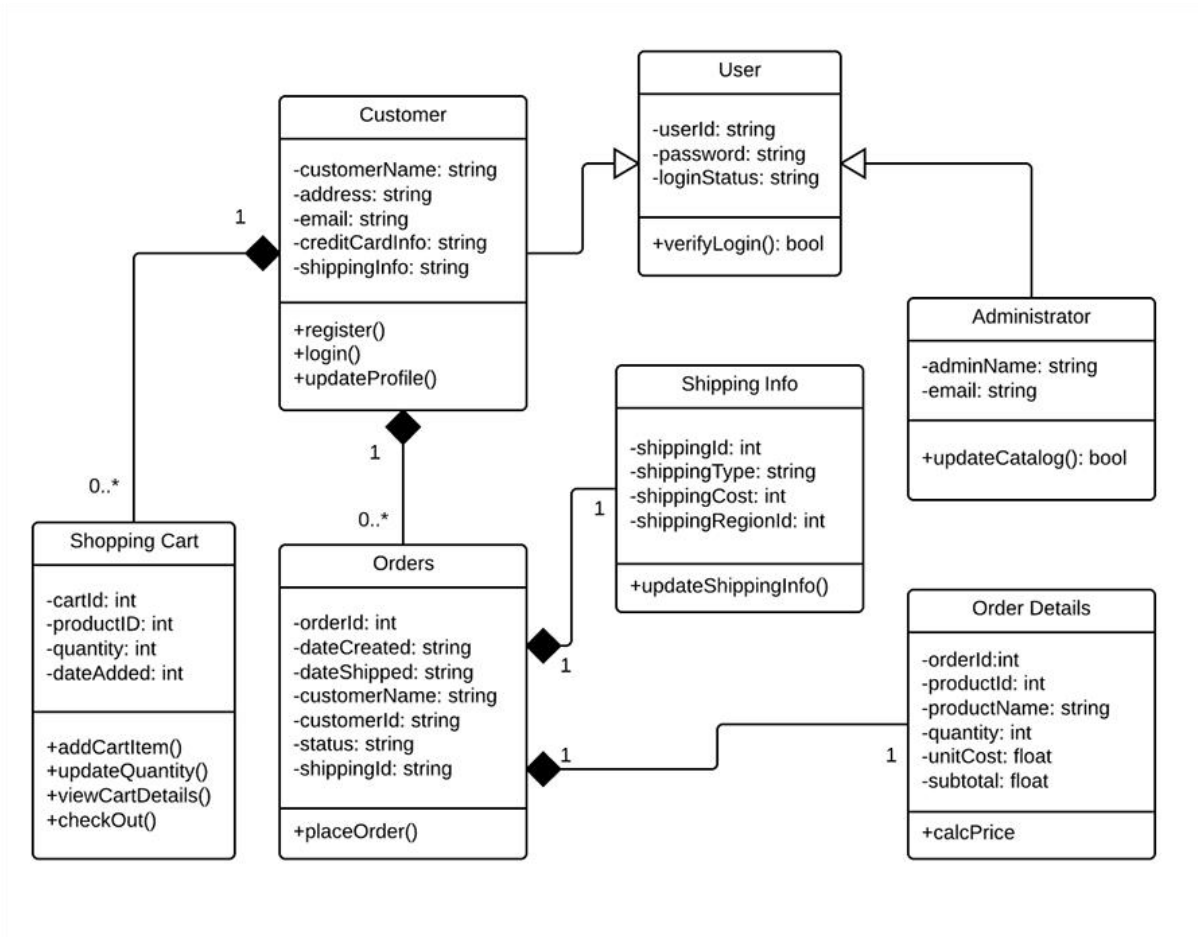 User
-userId: string
-password: string
-loginStatus: string
+verifyLogin(): bool
Customer
-customerName: string
-address: string
-email: string
-creditCardInfo: string
-shippingInfo: string
+register()
+login()
+updateProfile()
1
0..*
1
0..*
Administrator
-adminName: string
-email: string
+updateCatalog(): bool
Shipping Info
-shippingId: int
-shippingType: string
-shippingCost: int
-shippingRegionId: int
+updateShippingInfo()
1
1
Shopping Cart
-cartId: int
-productID: int
-quantity: int
-dateAdded: int
+addCartItem()
+updateQuantity()
+viewCartDetails()
+checkOut()
Orders
-orderId: int
-dateCreated: string
-dateShipped: string
-customerName: string
-customerId: string
-status: string
-shippingId: string
+placeOrder()
1
1
Order Details
-orderId:int
-productId: int
-productName: string
-quantity: int
-unitCost: float
-subtotal: float
+calcPrice